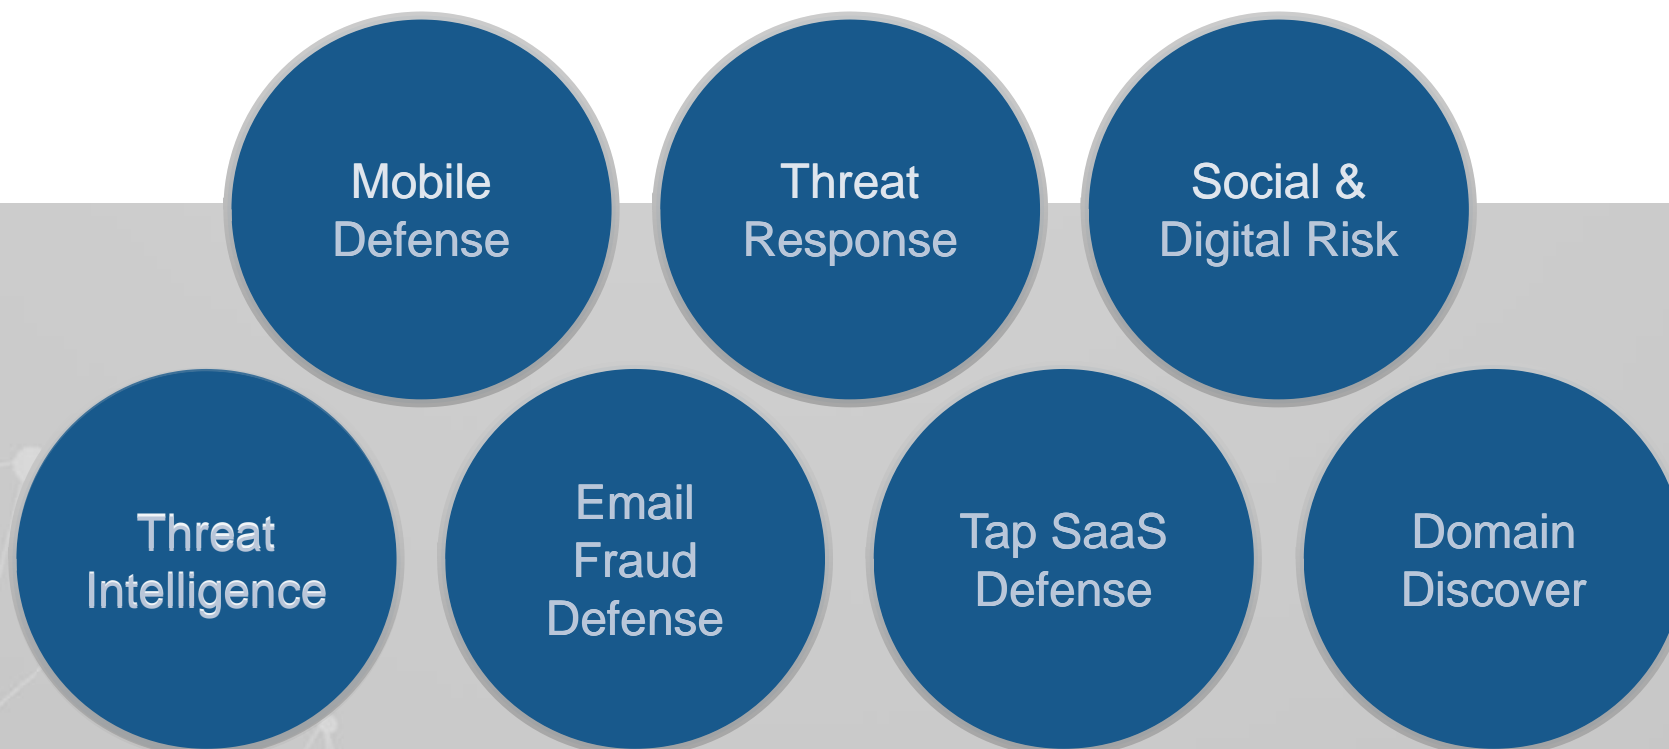 Mobile
Defense
Threat
Response
Social &
Digital Risk
Threat
Intelligence
Email
Fraud
Defense
Tap SaaS
Defense
Domain
Discover